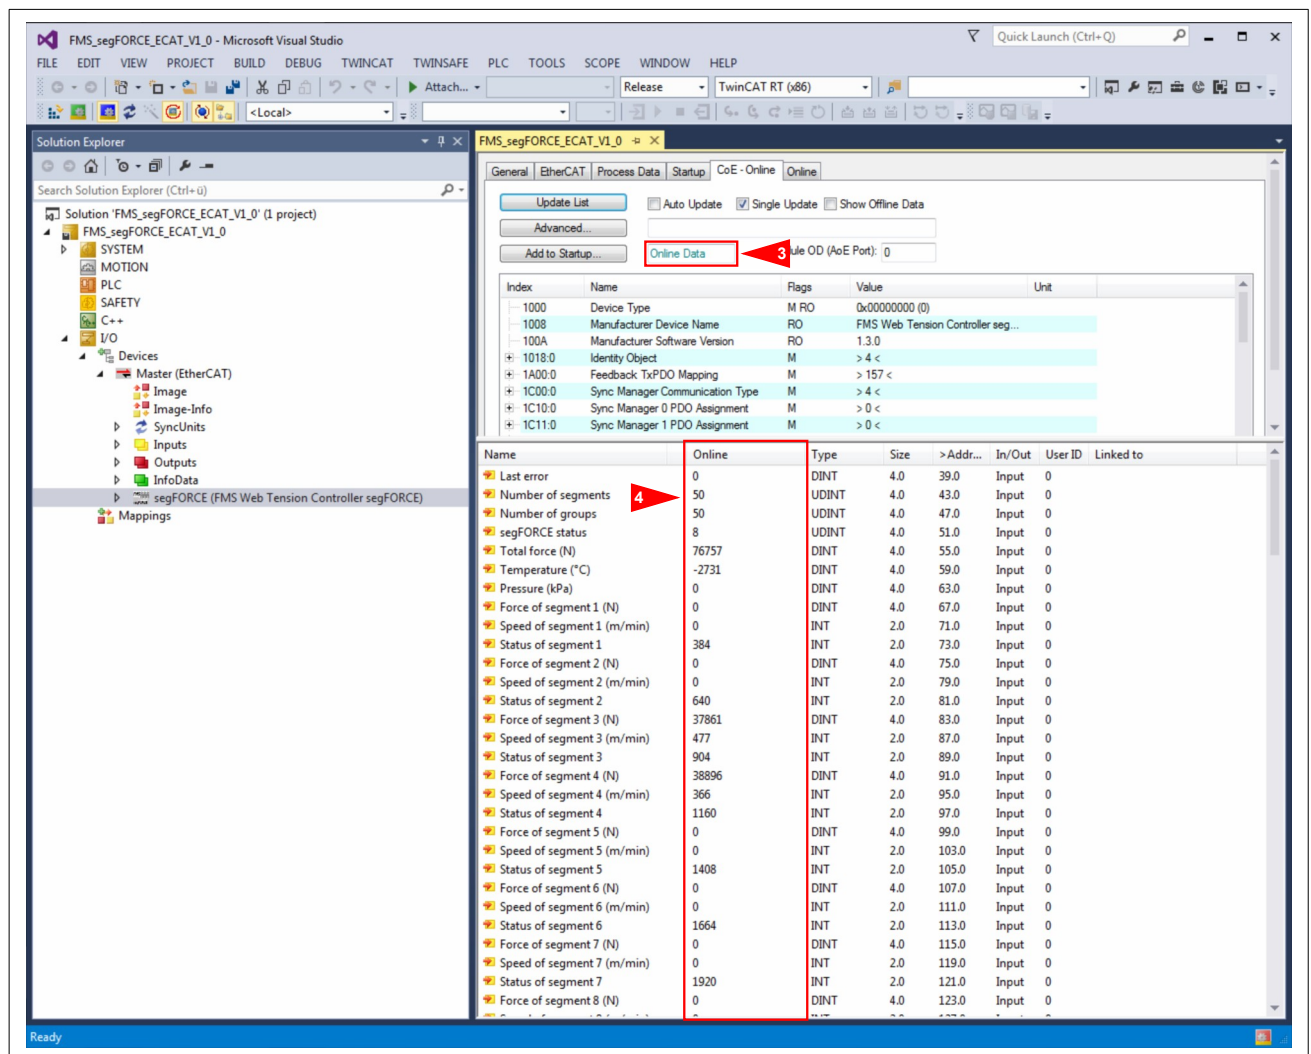 FMS_segFORCE_ECAT_V1_0 - Microsoft Visual Studio
Quick Launch (Ctrl+Q)
FILE EDIT VIEW PROJECT BUILD DEBUG TWINCAT TWINSAFE PLC TOOLS SCOPE WINDOW HELP
Attach... Release TwinCAT RT (x86)
<Local>
Solution Explorer
Search Solution Explorer (Ctrl+ü)
Solution 'FMS_segFORCE_ECAT_V1_0' (1 project)
FMS_segFORCE_ECAT_V1_0
SYSTEM
MOTION
PLC
SAFETY
C++
I/O
Devices
Master (EtherCAT)
Image
Image-Info
SyncUnits
Inputs
Outputs
InfoData
segFORCE (FMS Web Tension Controller segFORCE)
Mappings
FMS_segFORCE_ECAT_V1_0
General EtherCAT Process Data Startup CoE - Online Online
Update List Auto Update Single Update Show Offline Data
Advanced...
Add to Startup... Online Data 3 ule OD (AoE Port): 0
Index Name Flags Value Unit
1000 Device Type M RO 0x00000000 (0)
1008 Manufacturer Device Name RO FMS Web Tension Controller seg...
100A Manufacturer Software Version RO 1.3.0
1018:0 Identity Object M > 4 <
1A00:0 Feedback TxPDO Mapping M > 157 <
1C00:0 Sync Manager Communication Type M > 4 <
1C10:0 Sync Manager 0 PDO Assignment M > 0 <
1C11:0 Sync Manager 1 PDO Assignment M > 0 <
Name Online Type Size >Addr... In/Out User ID Linked to
Last error 0 DINT 4.0 39.0 Input 0
Number of segments 4 50 UDINT 4.0 43.0 Input 0
Number of groups 50 UDINT 4.0 47.0 Input 0
segFORCE status 8 UDINT 4.0 51.0 Input 0
Total force (N) 76757 DINT 4.0 55.0 Input 0
Temperature (°C) -2731 DINT 4.0 59.0 Input 0
Pressure (kPa) 0 DINT 4.0 63.0 Input 0
Force of segment 1 (N) 0 DINT 4.0 67.0 Input 0
Speed of segment 1 (m/min) 0 INT 2.0 71.0 Input 0
Status of segment 1 384 INT 2.0 73.0 Input 0
Force of segment 2 (N) 0 DINT 4.0 75.0 Input 0
Speed of segment 2 (m/min) 0 INT 2.0 79.0 Input 0
Status of segment 2 640 INT 2.0 81.0 Input 0
Force of segment 3 (N) 37861 DINT 4.0 83.0 Input 0
Speed of segment 3 (m/min) 477 INT 2.0 87.0 Input 0
Status of segment 3 904 INT 2.0 89.0 Input 0
Force of segment 4 (N) 38896 DINT 4.0 91.0 Input 0
Speed of segment 4 (m/min) 366 INT 2.0 95.0 Input 0
Status of segment 4 1160 INT 2.0 97.0 Input 0
Force of segment 5 (N) 0 DINT 4.0 99.0 Input 0
Speed of segment 5 (m/min) 0 INT 2.0 103.0 Input 0
Status of segment 5 1408 INT 2.0 105.0 Input 0
Force of segment 6 (N) 0 DINT 4.0 107.0 Input 0
Speed of segment 6 (m/min) 0 INT 2.0 111.0 Input 0
Status of segment 6 1664 INT 2.0 113.0 Input 0
Force of segment 7 (N) 0 DINT 4.0 115.0 Input 0
Speed of segment 7 (m/min) 0 INT 2.0 119.0 Input 0
Status of segment 7 1920 INT 2.0 121.0 Input 0
Force of segment 8 (N) 0 DINT 4.0 123.0 Input 0
Ready